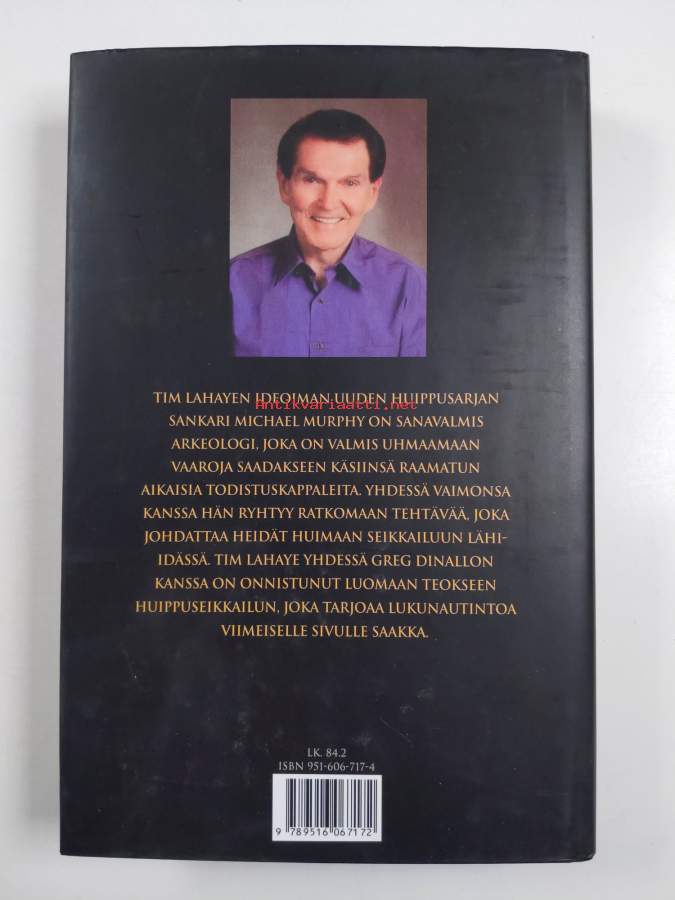 TIM LAHAYEN IDEOIMAN UUDEN HUIPPUSARJAN
Antikvariaatti.net
SANKARI MICHAEL MURPHY ON SANAVALMIS
ARKEOLOGI, JOKA ON VALMIS UHMAAMAAN
VAAROJA SAADAKSEEN KÄSIINSÄ RAAMATUN
AIKAISIA TODISTUSKAPPALEITA. YHDESSÄ VAIMONSA
KANSSA HÄN RYHTYY RATKOMAAN TEHTÄVÄÄ, JOKA
JOHDATTAA HEIDÄT HUIMAAN SEIKKAILUUN LÄHI-
IDÄSSÄ. TIM LAHAYE YHDESSÄ GREG DINALLON
KANSSA ON ONNISTUNUT LUOMAAN TEOKSEEN
HUIPPUSEIKKAILUN, JOKA TARJOAA LUKUNAUTINTOA
VIIMEISELLE SIVULLE SAAKKA.
LK. 84.2
ISBN 951-606-717-4
9 789516 067172